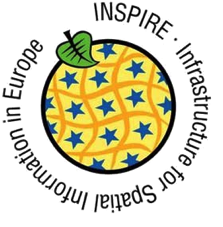 INSPIRE · Infrastructure for Spatial Information in Europe